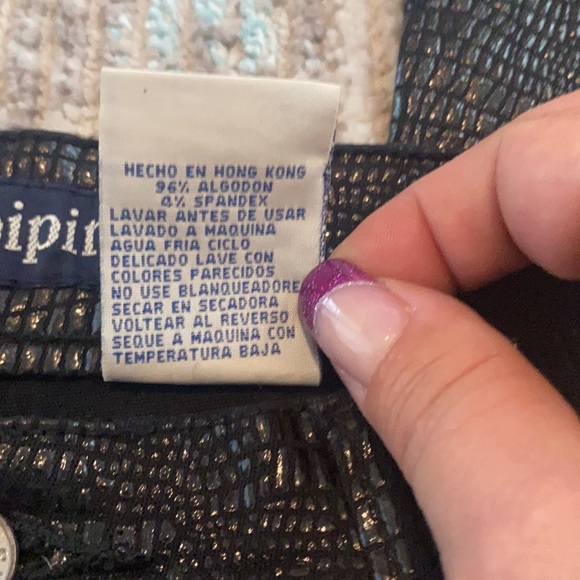 HECHO EN HONG KONG
96% ALGODON
4% SPANDEX
LAVAR ANTES DE USAR
LAVADO A MAQUINA
AGUA FRIA CICLO
DELICADO LAVE CON
COLORES PARECIDOS
NO USE BLANQUEADORE
SECAR EN SECADORA
VOLTEAR AL REVERSO
SEQUE A MAQUINA CON
TEMPERATURA BAJA